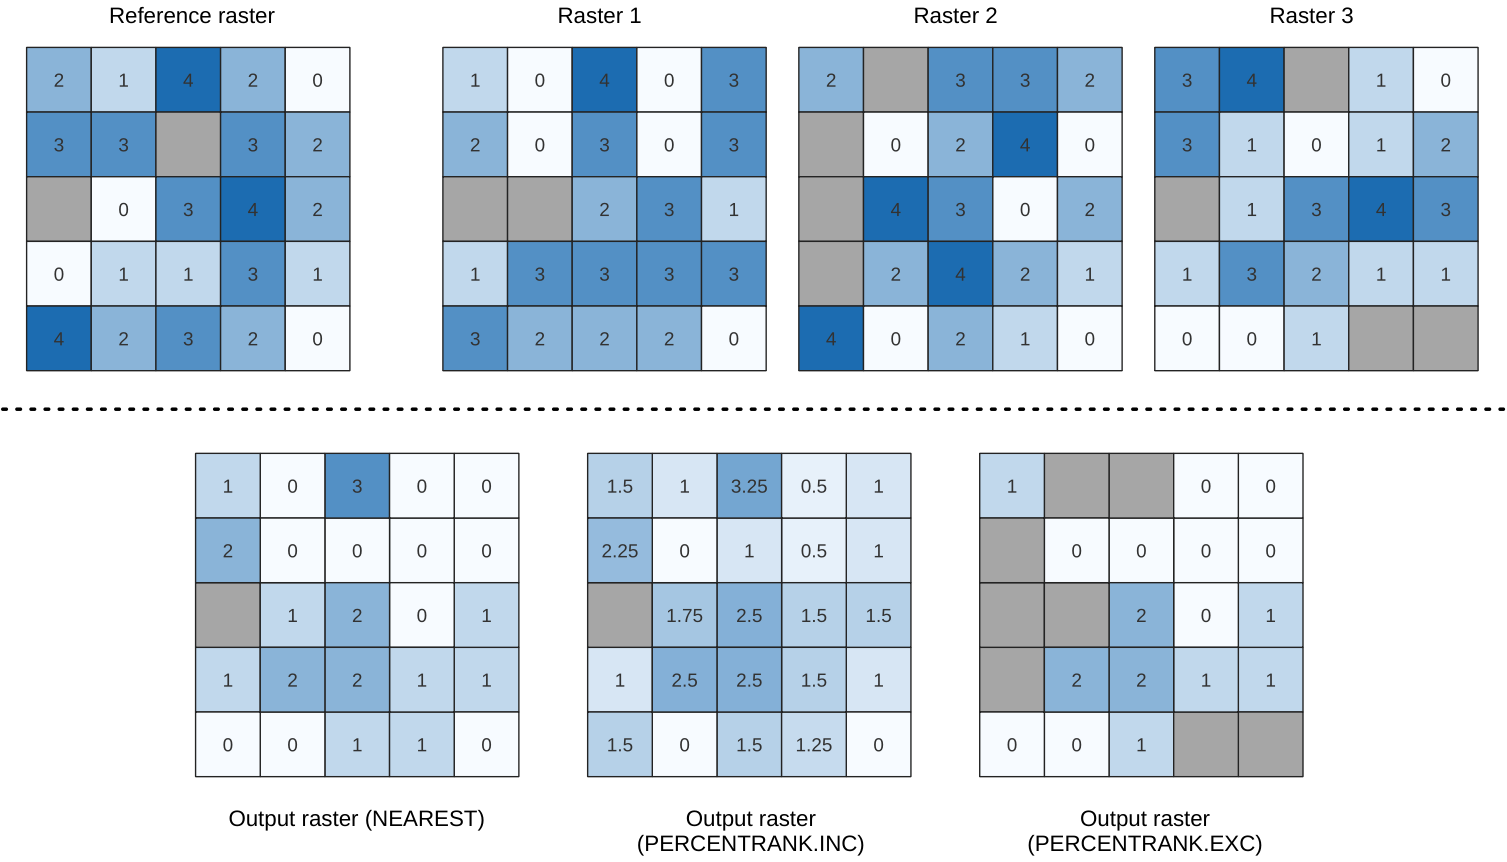 Reference raster Raster 1 Raster 2 Raster 3
2 1 4 2 0 1 0 4 0 3 2 3 3 2 3 4 1 0
3 3 3 2 2 0 3 0 3 0 2 4 0 3 1 0 1 2
0 3 4 2 2 3 1 4 3 0 2 1 3 4 3
0 1 1 3 1 1 3 3 3 3 2 4 2 1 1 3 2 1 1
4 2 3 2 0 3 2 2 2 0 4 0 2 1 0 0 0 1
1 0 3 0 0 1.5 1 3.25 0.5 1 1 0 0
2 0 0 0 0 2.25 0 1 0.5 1 0 0 0 0
1 2 0 1 1.75 2.5 1.5 1.5 2 0 1
1 2 2 1 1 1 2.5 2.5 1.5 1 2 2 1 1
0 0 1 1 0 1.5 0 1.5 1.25 0 0 0 1
Output raster (NEAREST) Output raster Output raster
(PERCENTRANK.INC) (PERCENTRANK.EXC)